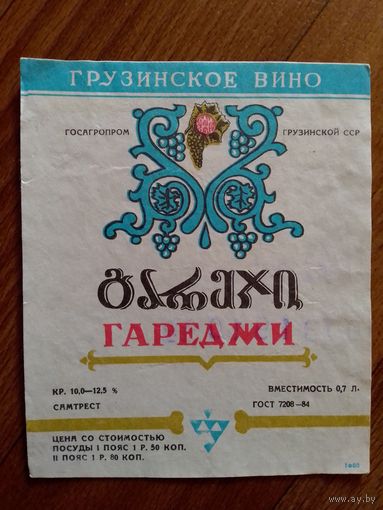 ГРУЗИНСКОЕ ВИНО
ГОСАГРОПРОМ ГРУЗИНСКОЙ ССР
გარეჯი
ГАРЕДЖИ
КР. 10,0—12,5 % ВМЕСТИМОСТЬ 0,7 л.
САМТРЕСТ ГОСТ 7208—84
ЦЕНА СО СТОИМОСТЬЮ
ПОСУДЫ I ПОЯС 1 Р. 50 КОП.
II ПОЯС 1 Р. 80 КОП.
www.ay.by